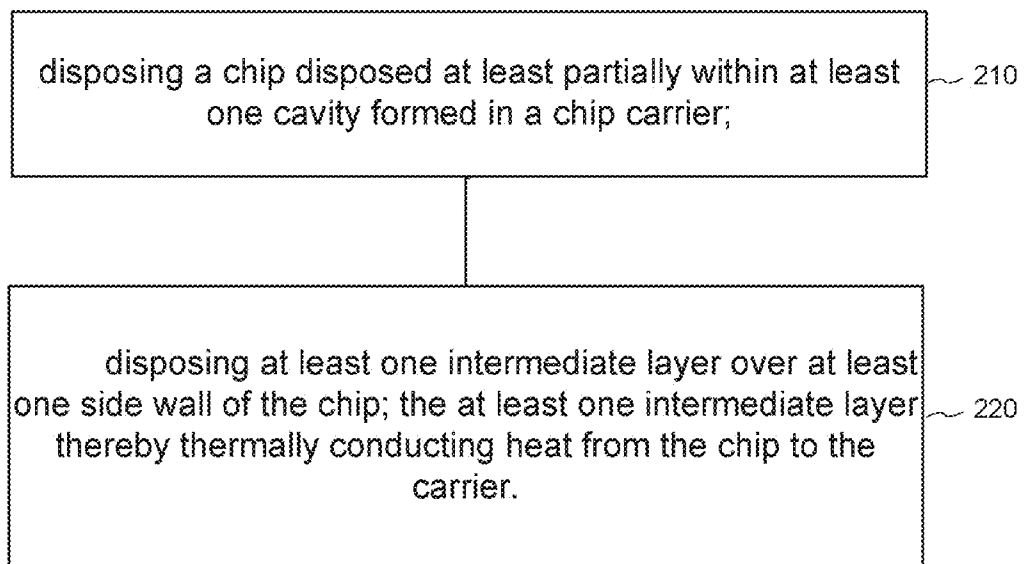 disposing a chip disposed at least partially within at least
one cavity formed in a chip carrier;
210
disposing at least one intermediate layer over at least
one side wall of the chip; the at least one intermediate layer
thereby thermally conducting heat from the chip to the
carrier.
220